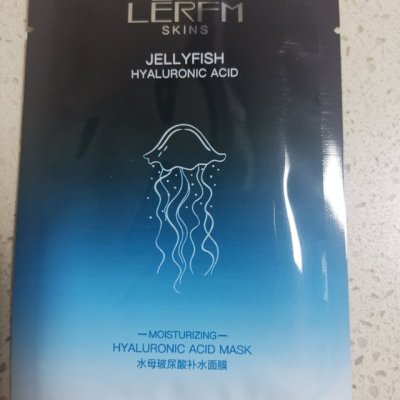 LERFM
SKINS
JELLYFISH
HYALURONIC ACID
MOISTURIZING
HYALURONIC ACID MASK
水母玻尿酸补水面膜